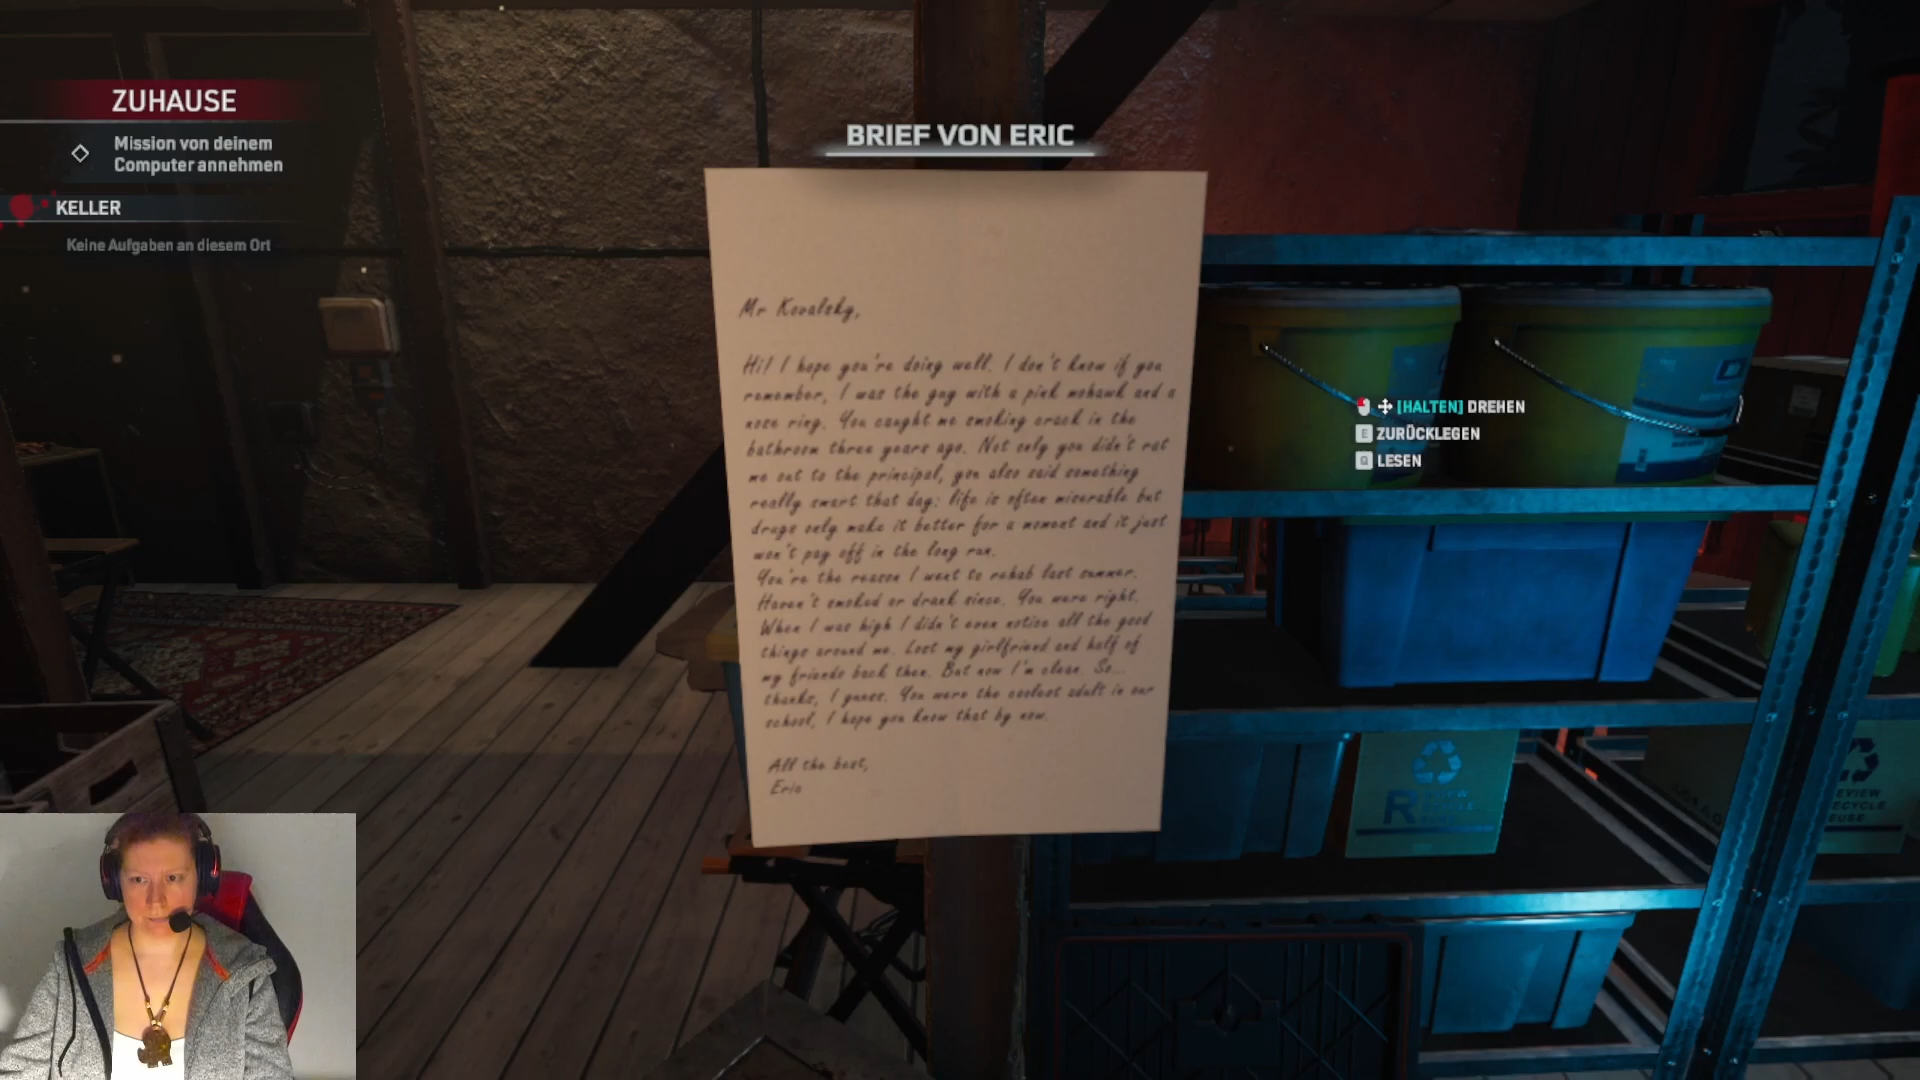 ZUHAUSE
Mission von deinem
Computer annehmen
KELLER
Keine Aufgaben an diesem Ort
BRIEF VON ERIC
Mr Kovalsky,
Hi! I hope you're doing well. I don't know if you
remember, I was the guy with a pink mohawk and a
nose ring. You caught me smoking crack in the
bathroom three years ago. Not only you didn't rat
me out to the principal, you also said something
really smart that day: life is often miserable but
drugs only make it better for a moment and it just
won't pay off in the long run.
You're the reason I went to rehab last summer.
Haven't smoked or drank since. You were right.
When I was high I didn't even notice all the good
things around me. Lost my girlfriend and half of
my friends back then. But now I'm clean. So...
thanks, I guess. You were the coolest adult in our
school, I hope you know that by now.
All the best,
Eric
[HALTEN] DREHEN
E ZURÜCKLEGEN
Q LESEN
R